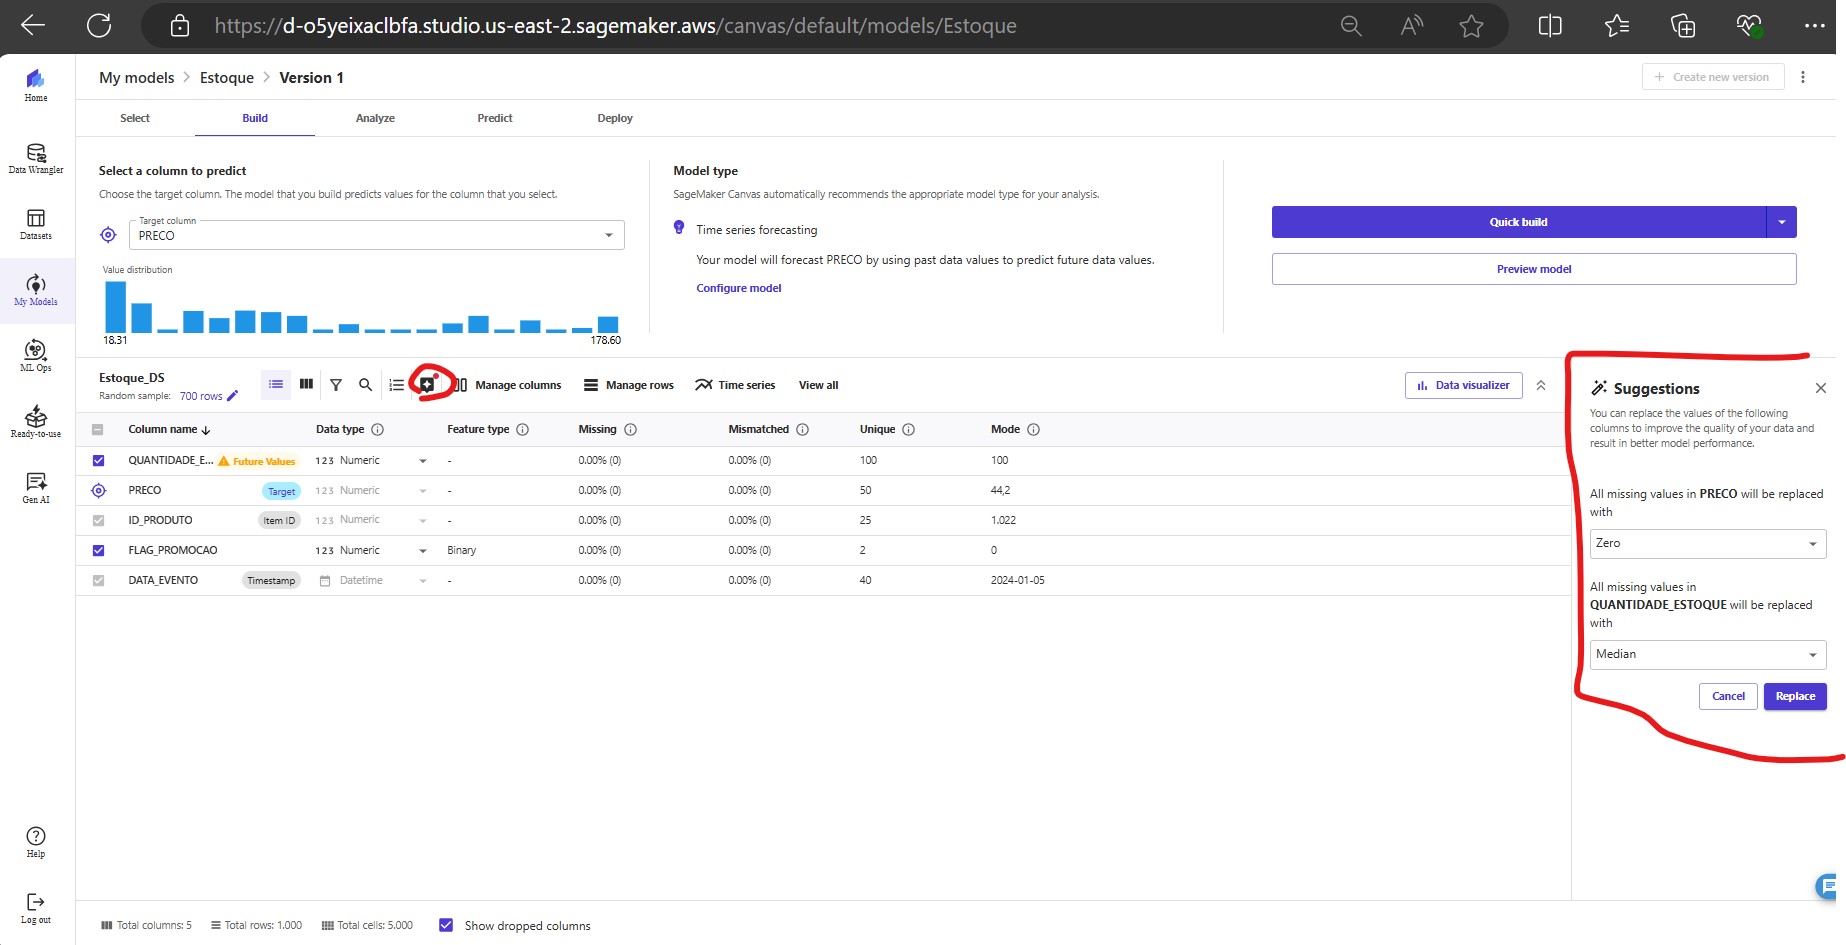 https://d-o5yeixaclbfa.studio.us-east-2.sagemaker.aws/canvas/default/models/Estoque
Home
Data Wrangler
Datasets
My Models
ML Ops
Ready-to-use
Gen AI
Help
Log out
My models > Estoque > Version 1
+ Create new version
Select Build Analyze Predict Deploy
Select a column to predict
Choose the target column. The model that you build predicts values for the column that you select.
Target column
PRECO
Value distribution
18.31 178.60
Model type
SageMaker Canvas automatically recommends the appropriate model type for your analysis.
Time series forecasting
Your model will forecast PRECO by using past data values to predict future data values.
Configure model
Quick build
Preview model
Estoque_DS
Random sample: 700 rows
Manage columns Manage rows Time series View all
Data visualizer
Column name Data type Feature type Missing Mismatched Unique Mode
QUANTIDADE_E... Future Values 123 Numeric - 0.00% (0) 0.00% (0) 100 100
PRECO Target 123 Numeric - 0.00% (0) 0.00% (0) 50 44,2
ID_PRODUTO Item ID 123 Numeric - 0.00% (0) 0.00% (0) 25 1.022
FLAG_PROMOCAO 123 Numeric Binary 0.00% (0) 0.00% (0) 2 0
DATA_EVENTO Timestamp Datetime - 0.00% (0) 0.00% (0) 40 2024-01-05
Suggestions
You can replace the values of the following
columns to improve the quality of your data and
result in better model performance.
All missing values in PRECO will be replaced
with
Zero
All missing values in
QUANTIDADE_ESTOQUE will be replaced
with
Median
Cancel Replace
Total columns: 5 Total rows: 1.000 Total cells: 5.000 Show dropped columns